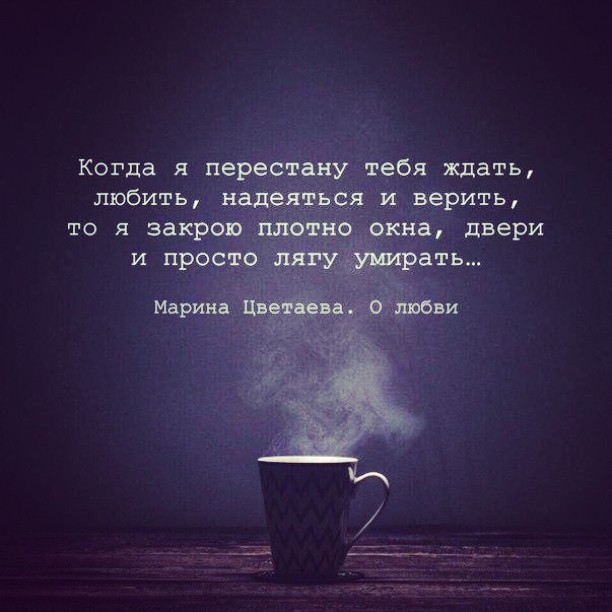 Когда я перестану тебя ждать,
любить, надеяться и верить,
то я закрою плотно окна, двери
и просто лягу умирать…
Марина Цветаева. О любви